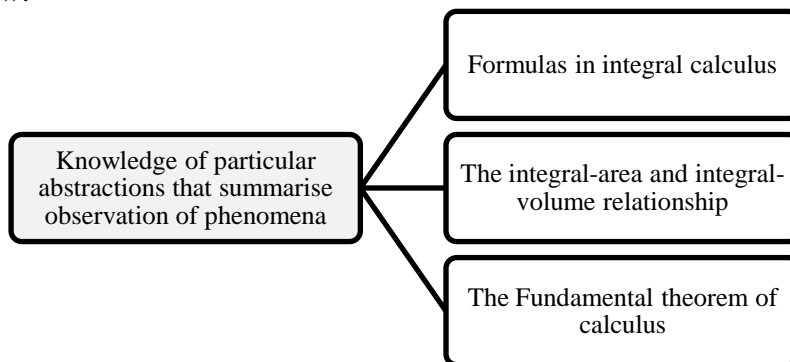 Formulas in integral calculus
Knowledge of particular
abstractions that summarise
observation of phenomena
The integral-area and integral-
volume relationship
The Fundamental theorem of
calculus